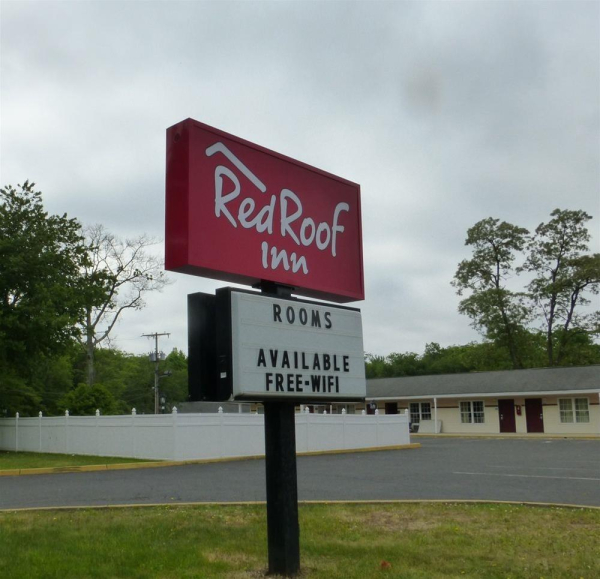 Red Roof
inn
ROOMS
AVAILABLE
FREE-WIFI